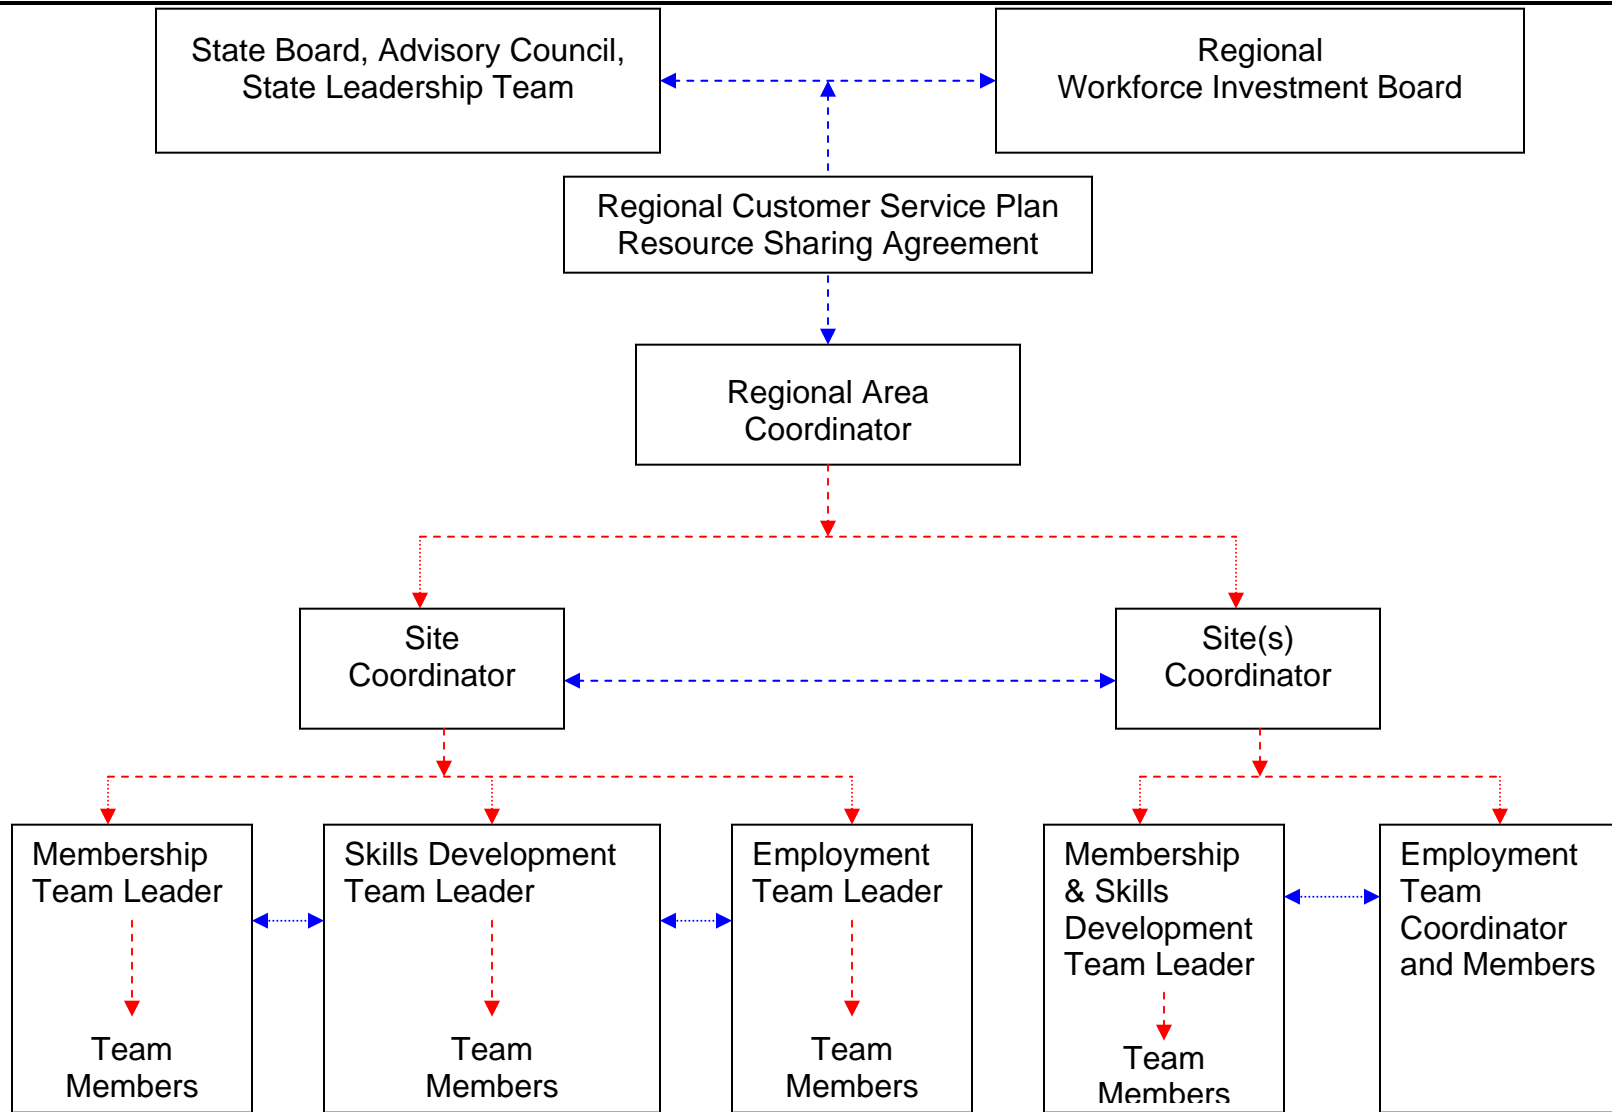 State Board, Advisory Council,
State Leadership Team
Regional
Workforce Investment Board
Regional Customer Service Plan
Resource Sharing Agreement
Regional Area
Coordinator
Site
Coordinator
Site(s)
Coordinator
Membership
Team Leader
Team
Members
Skills Development
Team Leader
Team
Members
Employment
Team Leader
Team
Members
Membership
& Skills
Development
Team Leader
Team
Members
Employment
Team
Coordinator
and Members